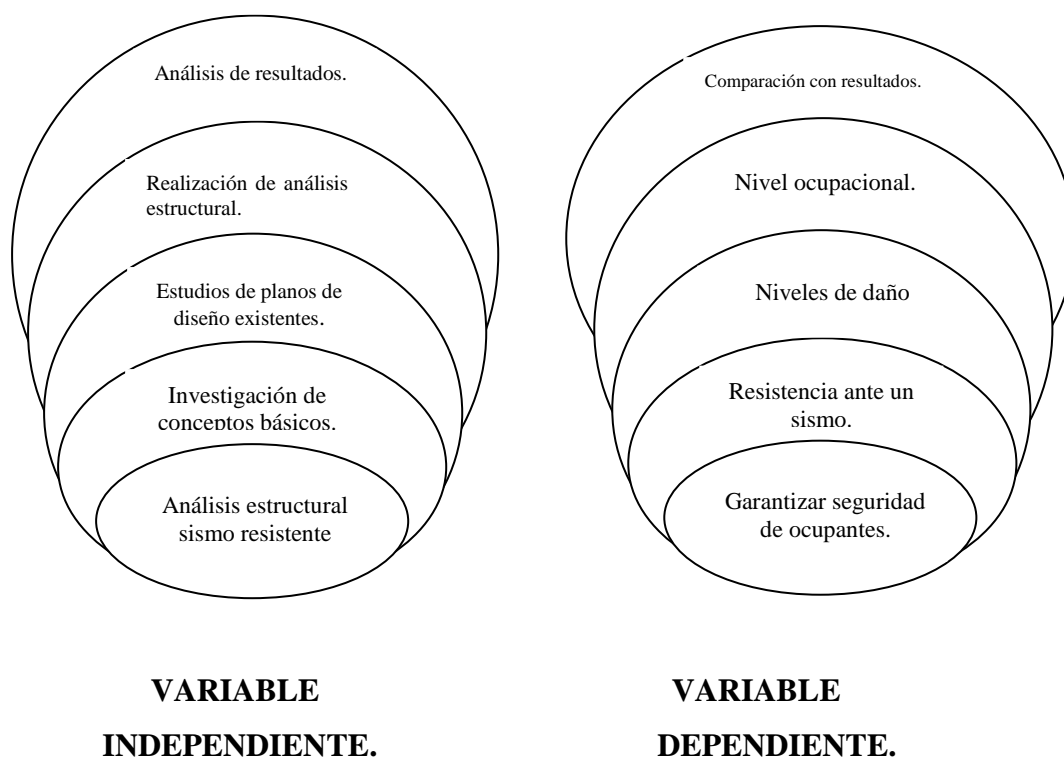 Análisis de resultados.
Realización de análisis
estructural.
Estudios de planos de
diseño existentes.
Investigación de
conceptos básicos.
Análisis estructural
sismo resistente
VARIABLE
INDEPENDIENTE.
Comparación con resultados.
Nivel ocupacional.
Niveles de daño
Resistencia ante un
sismo.
Garantizar seguridad
de ocupantes.
VARIABLE
DEPENDIENTE.